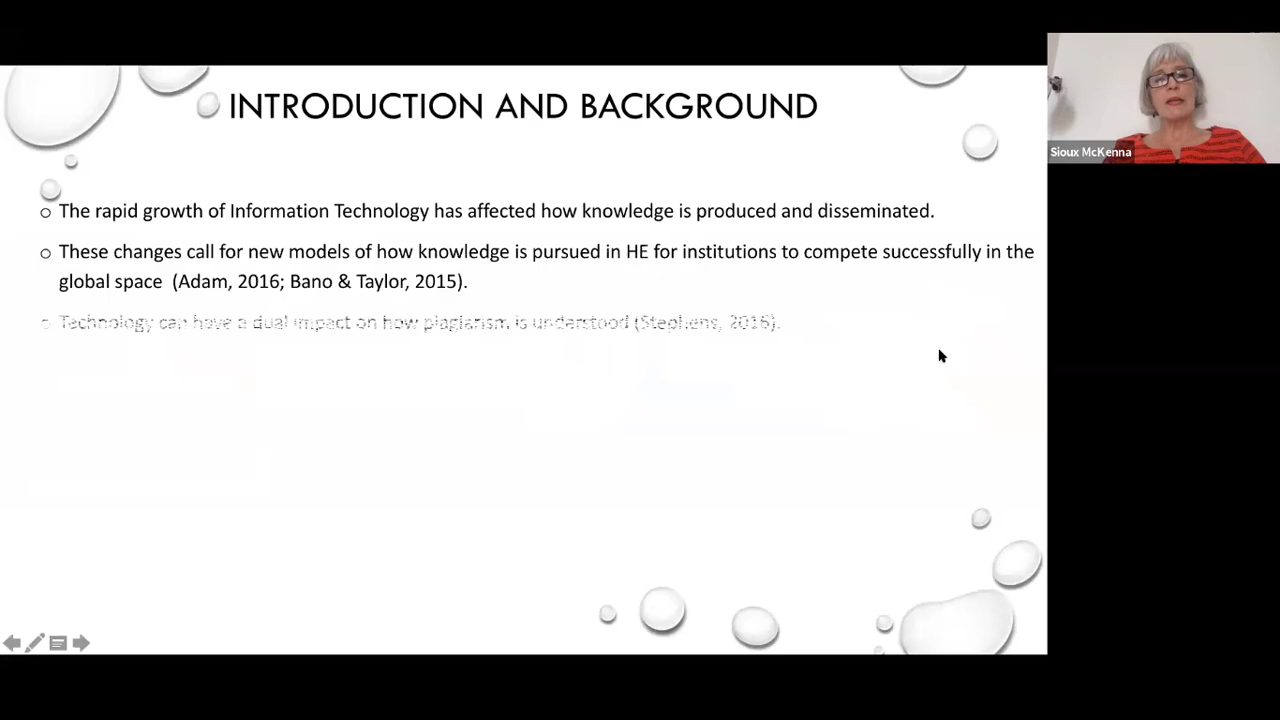 INTRODUCTION AND BACKGROUND
Sioux McKenna
o The rapid growth of Information Technology has affected how knowledge is produced and disseminated.
o These changes call for new models of how knowledge is pursued in HE for institutions to compete successfully in the
global space (Adam, 2016; Bano & Taylor, 2015).
o Technology can have a dual impact on how plagiarism is understood (Stephens, 2016).